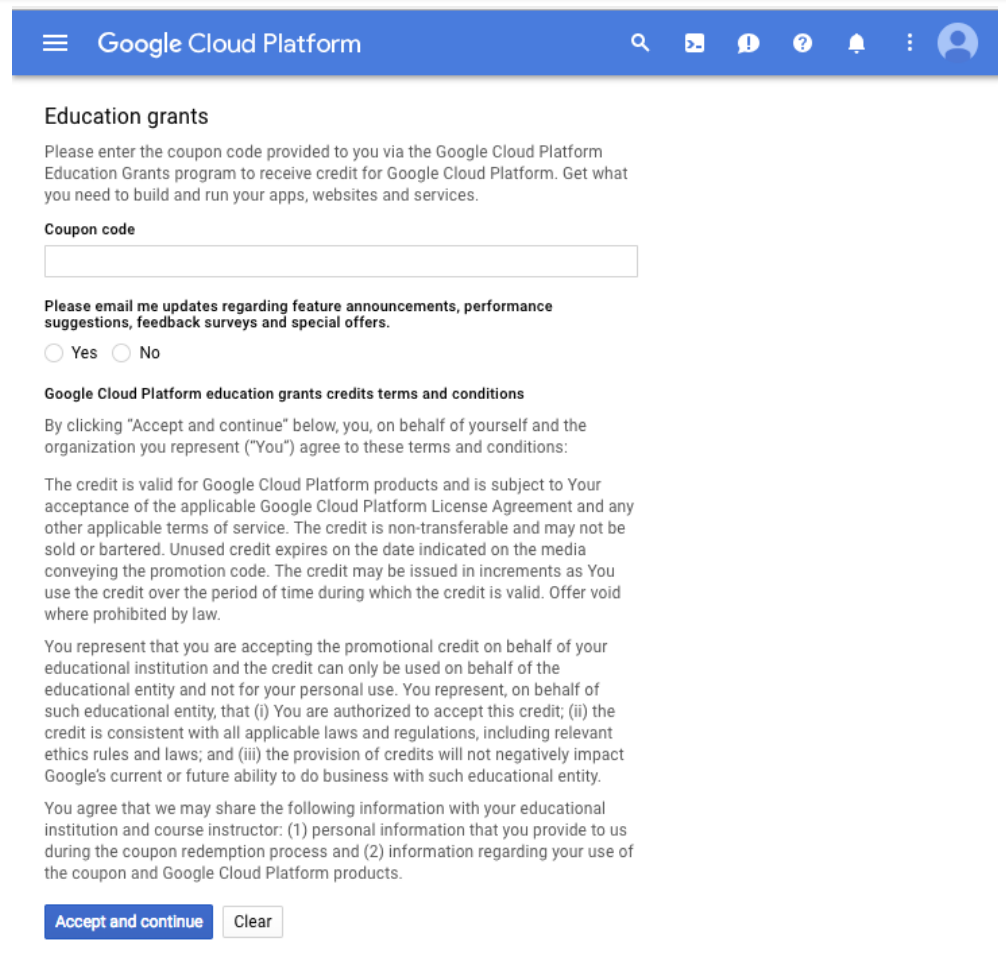 Google Cloud Platform
Education grants
Please enter the coupon code provided to you via the Google Cloud Platform
Education Grants program to receive credit for Google Cloud Platform. Get what
you need to build and run your apps, websites and services.
Coupon code
Please email me updates regarding feature announcements, performance
suggestions, feedback surveys and special offers.
Yes No
Google Cloud Platform education grants credits terms and conditions
By clicking “Accept and continue” below, you, on behalf of yourself and the
organization you represent (“You”) agree to these terms and conditions:
The credit is valid for Google Cloud Platform products and is subject to Your
acceptance of the applicable Google Cloud Platform License Agreement and any
other applicable terms of service. The credit is non-transferable and may not be
sold or bartered. Unused credit expires on the date indicated on the media
conveying the promotion code. The credit may be issued in increments as You
use the credit over the period of time during which the credit is valid. Offer void
where prohibited by law.
You represent that you are accepting the promotional credit on behalf of your
educational institution and the credit can only be used on behalf of the
educational entity and not for your personal use. You represent, on behalf of
such educational entity, that (i) You are authorized to accept this credit; (ii) the
credit is consistent with all applicable laws and regulations, including relevant
ethics rules and laws; and (iii) the provision of credits will not negatively impact
Google's current or future ability to do business with such educational entity.
You agree that we may share the following information with your educational
institution and course instructor: (1) personal information that you provide to us
during the coupon redemption process and (2) information regarding your use of
the coupon and Google Cloud Platform products.
Accept and continue Clear